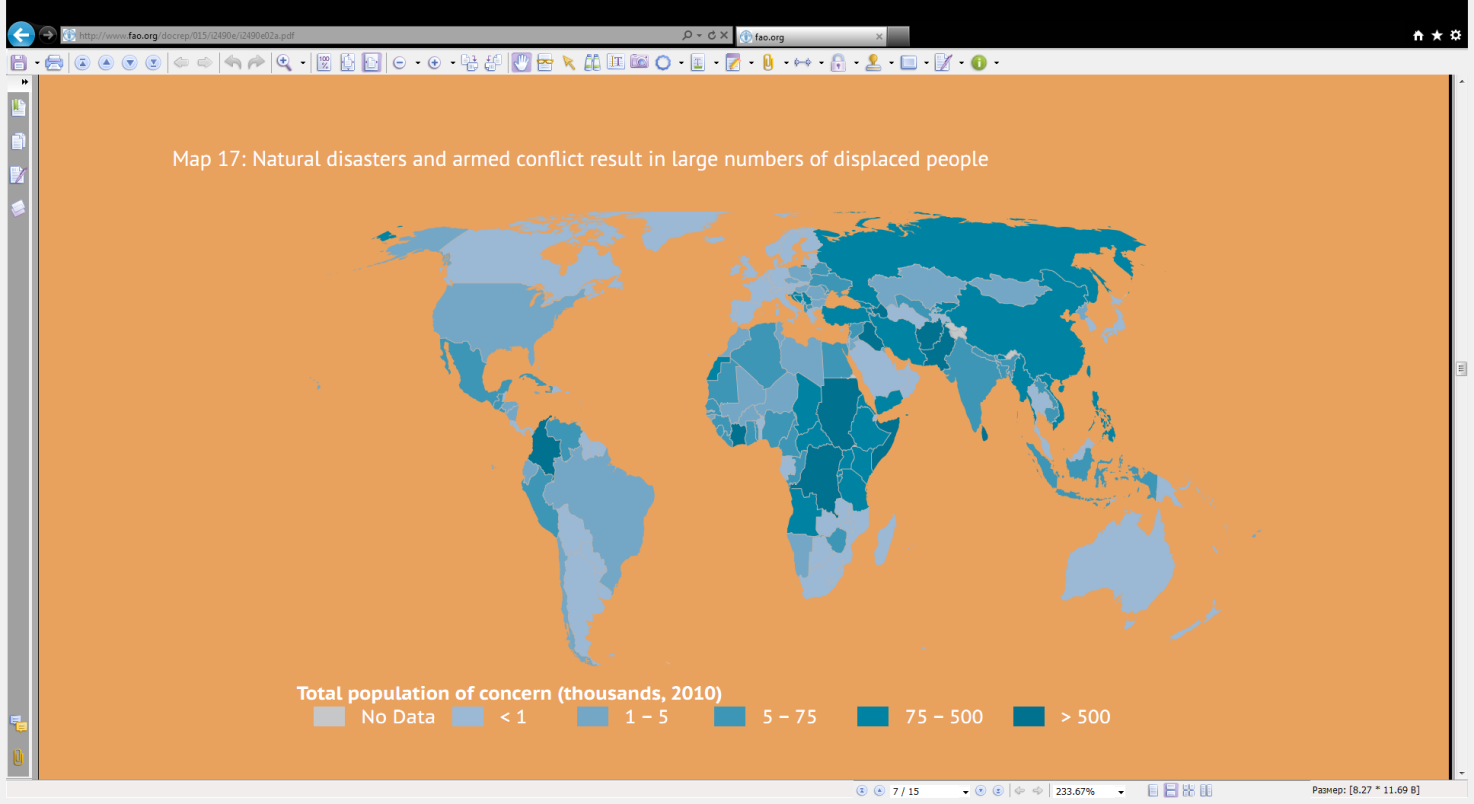 http://www.fao.org/docrep/015/i2490e/i2490e02a.pdf
fao.org
Map 17: Natural disasters and armed conflict result in large numbers of displaced people
Total population of concern (thousands, 2010)
No Data < 1 1 – 5 5 – 75 75 – 500 > 500
7 / 15 233.67% Размер: [8.27 * 11.69 В]